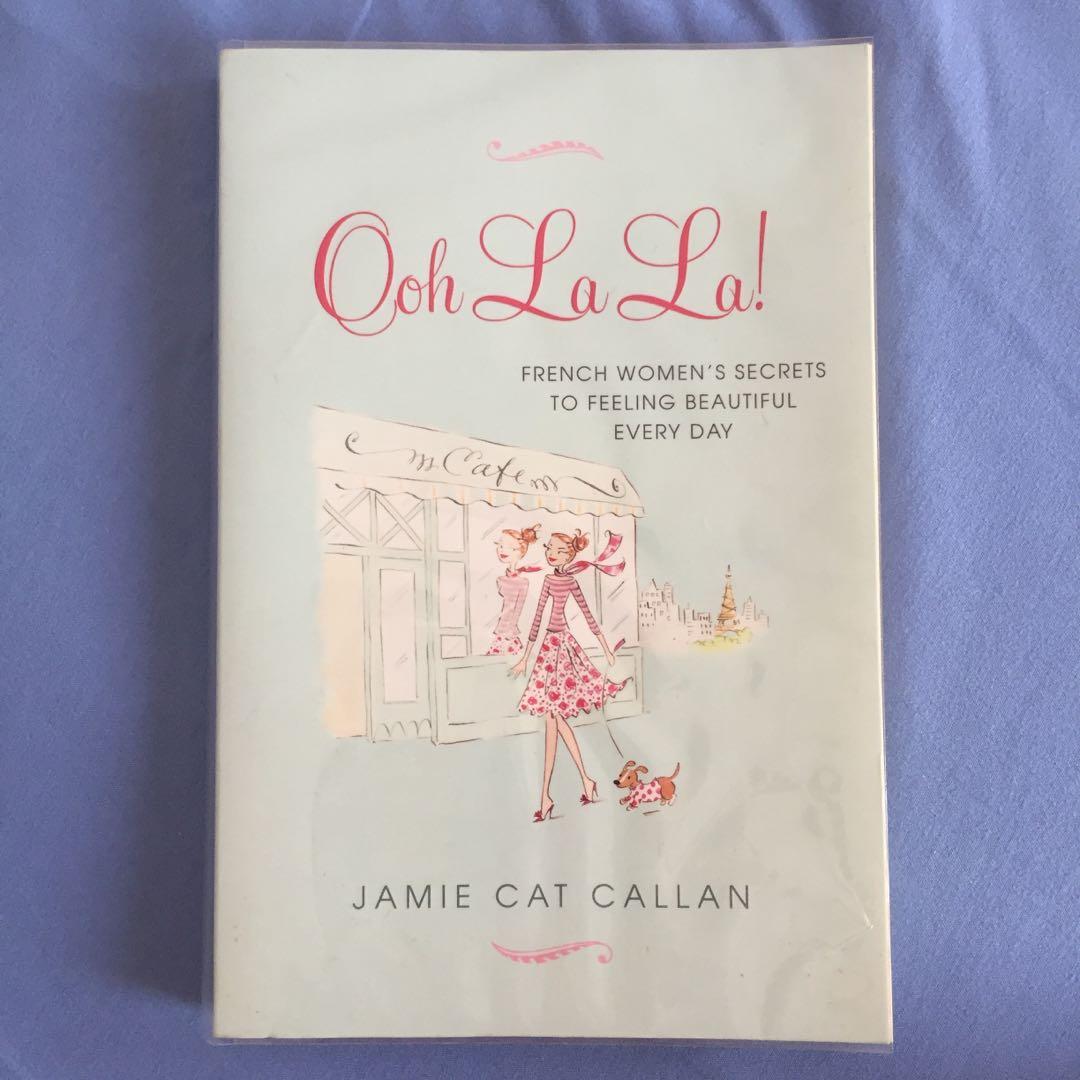 Ooh La La!
FRENCH WOMEN'S SECRETS
TO FEELING BEAUTIFUL
EVERY DAY
Cafe
JAMIE CAT CALLAN